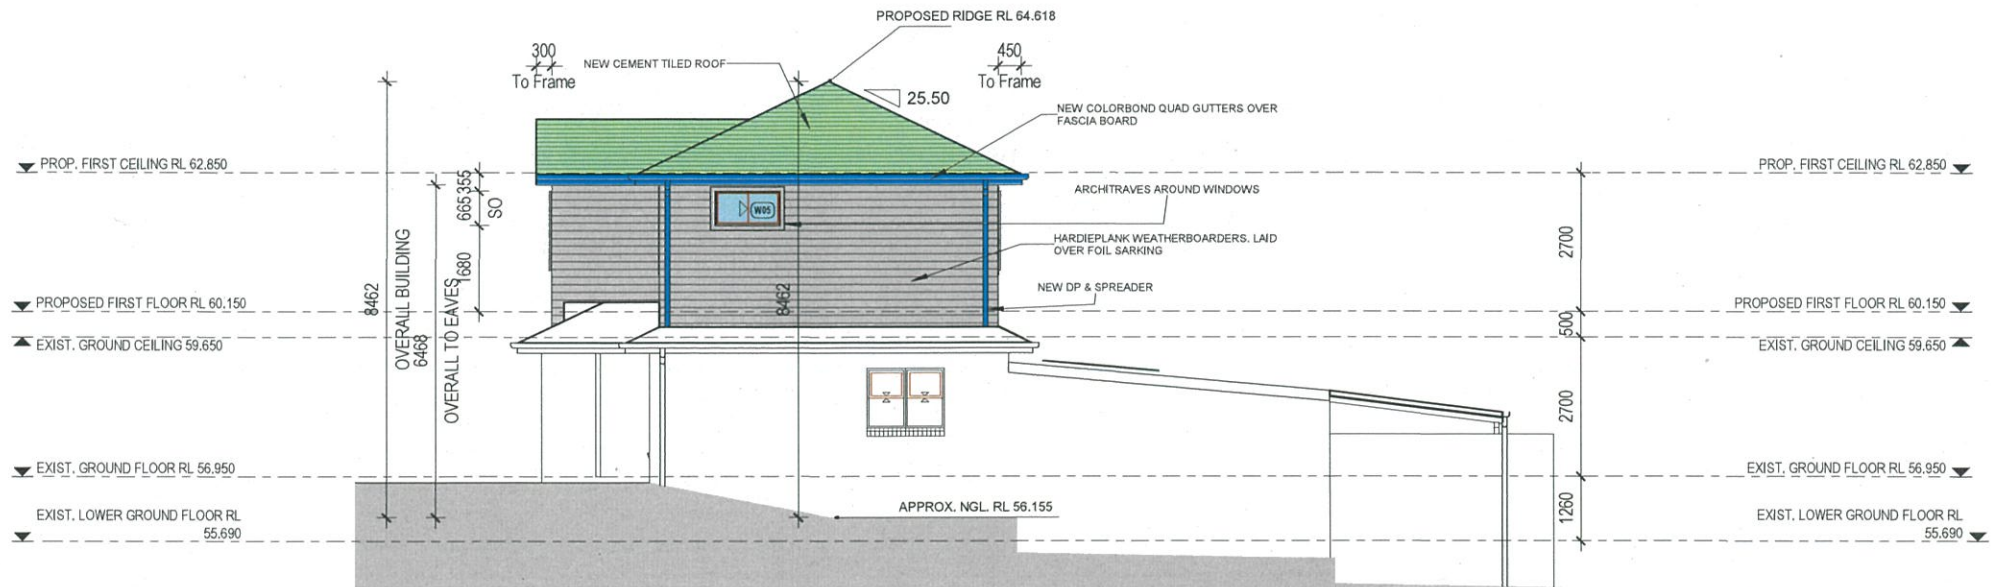 PROPOSED RIDGE RL 64.618
300
To Frame
NEW CEMENT TILED ROOF
450
To Frame
25.50
NEW COLORBOND QUAD GUTTERS OVER
FASCIA BOARD
PROP. FIRST CEILING RL 62.850
PROP. FIRST CEILING RL 62.850
355
665
SO
1680
W05
ARCHITRAVES AROUND WINDOWS
HARDIEPLANK WEATHERBOARDERS. LAID
OVER FOIL SARKING
NEW DP & SPREADER
8462
OVERALL BUILDING
6468
OVERALL TO EAVES
8462
2700
PROPOSED FIRST FLOOR RL 60.150
PROPOSED FIRST FLOOR RL 60.150
500
EXIST. GROUND CEILING 59.650
EXIST. GROUND CEILING 59.650
2700
EXIST. GROUND FLOOR RL 56.950
EXIST. GROUND FLOOR RL 56.950
APPROX. NGL. RL 56.155
1260
EXIST. LOWER GROUND FLOOR RL
55.690
EXIST. LOWER GROUND FLOOR RL
55.690